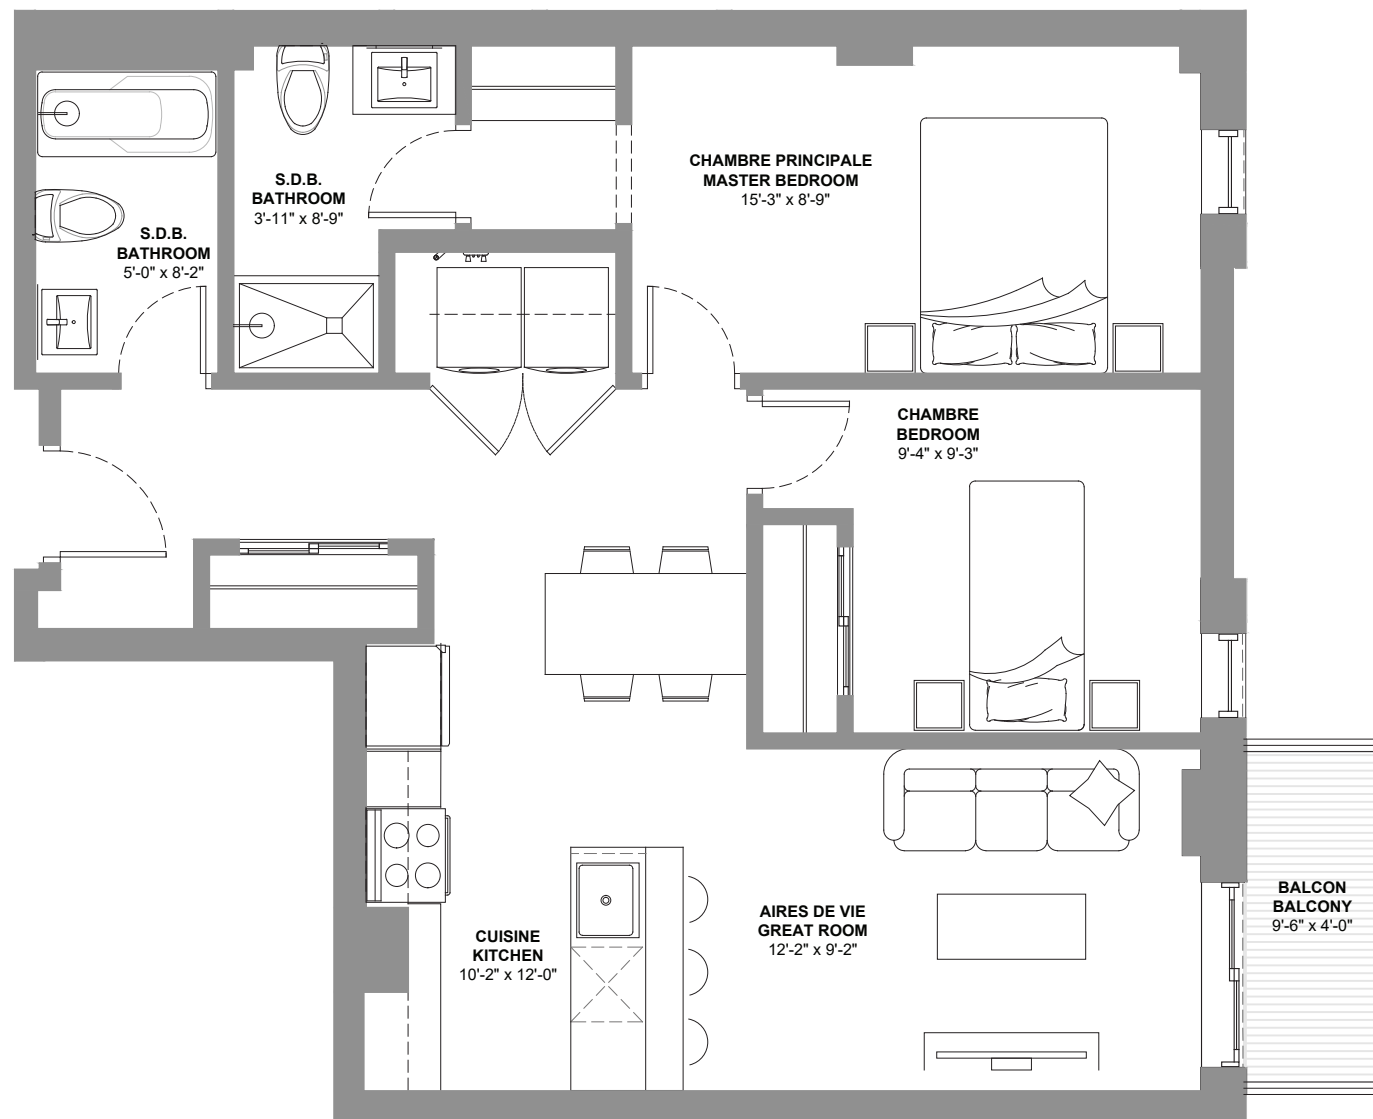 S.D.B.
BATHROOM
3'-11" x 8'-9"
S.D.B.
BATHROOM
5'-0" x 8'-2"
CHAMBRE PRINCIPALE
MASTER BEDROOM
15'-3" x 8'-9"
CHAMBRE
BEDROOM
9'-4" x 9'-3"
CUISINE
KITCHEN
10'-2" x 12'-0"
AIRES DE VIE
GREAT ROOM
12'-2" x 9'-2"
BALCON
BALCONY
9'-6" x 4'-0"